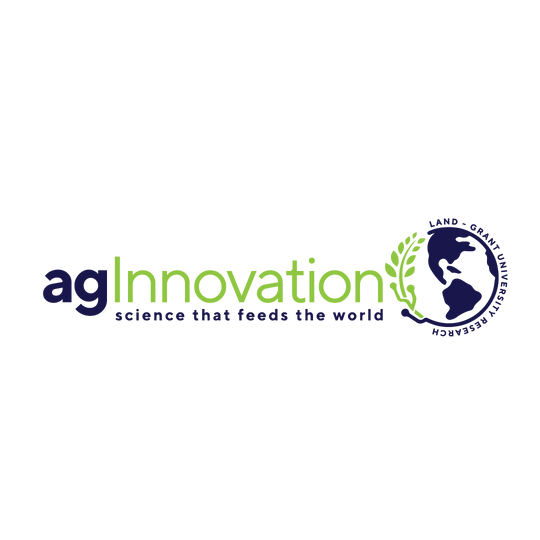 agInnovation
science that feeds the world
LAND - GRANT UNIVERSITY RESEARCH